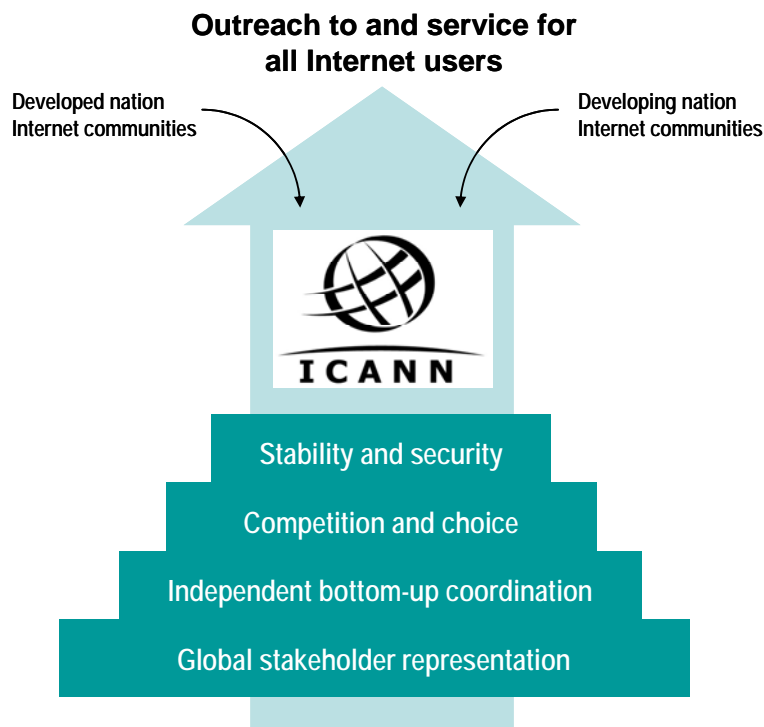 Outreach to and service for
all Internet users
Developed nation
Internet communities
Developing nation
Internet communities
ICANN
Stability and security
Competition and choice
Independent bottom-up coordination
Global stakeholder representation